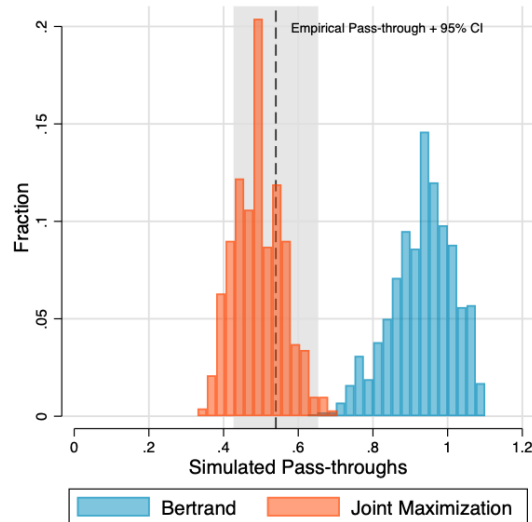 Empirical Pass-through + 95% CI
.2
.15
.1
.05
0
Fraction
0 .2 .4 .6 .8 1 1.2
Simulated Pass-throughs
Bertrand Joint Maximization